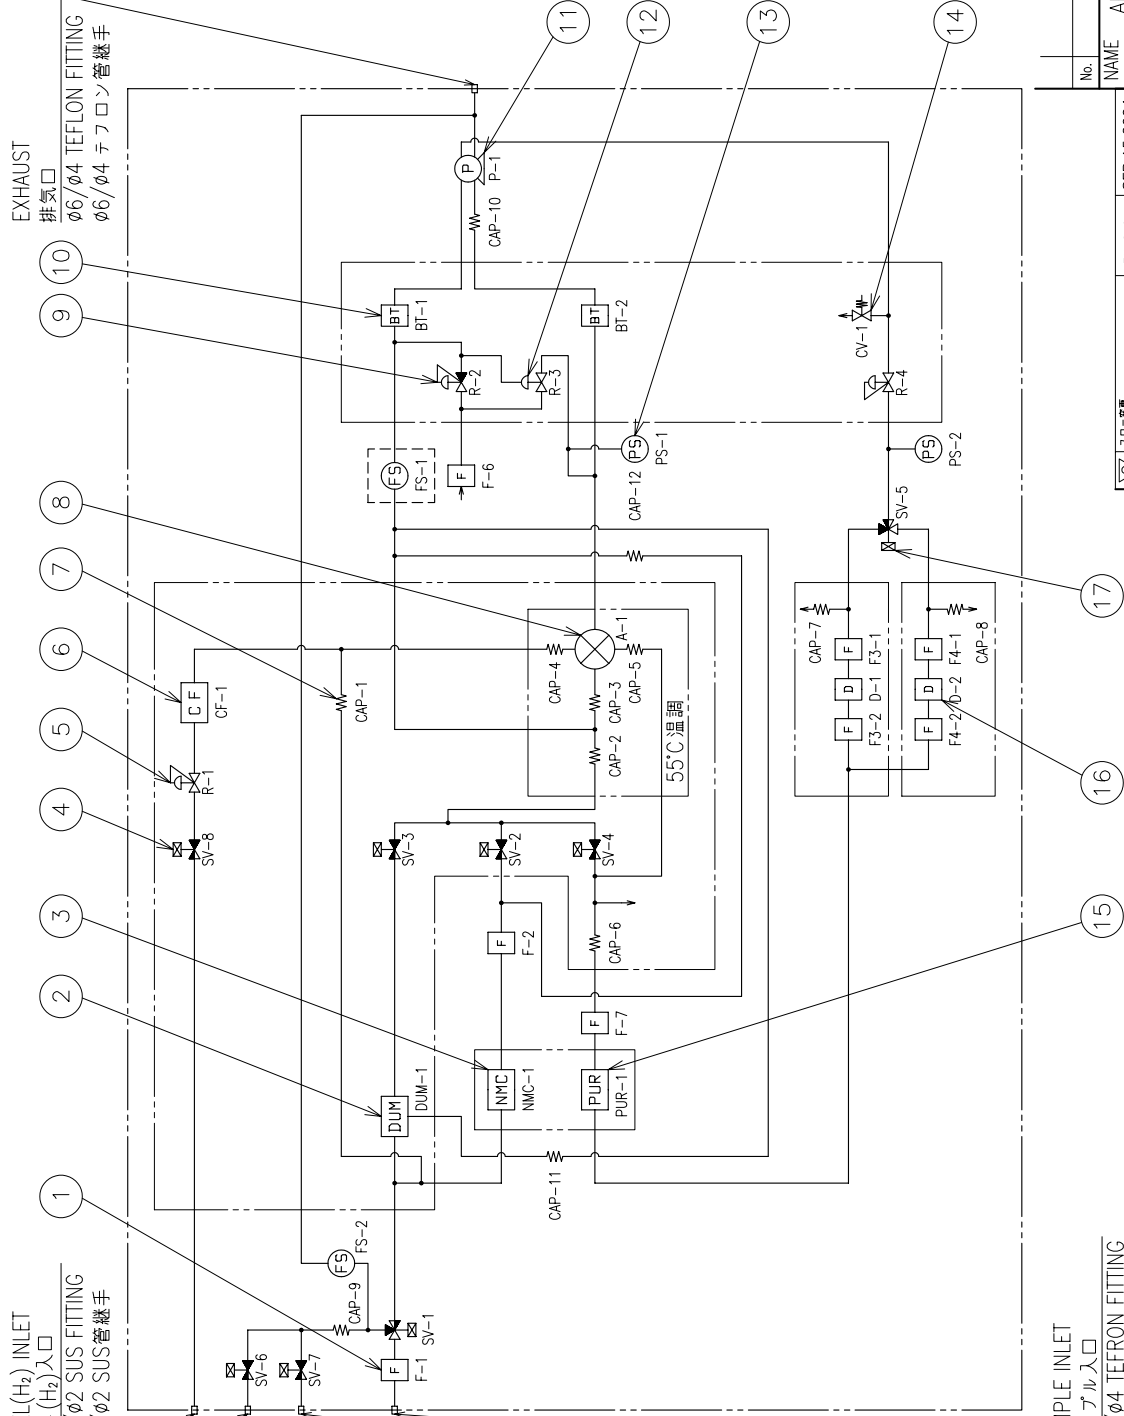 EXHAUST
排気口
φ6/φ4 TEFLON FITTING
φ6/φ4 テフロン管継手
L(H₂) INLET
(H₂)入口
φ2 SUS FITTING
φ2 SUS管継手
MPLE INLET
プル入口
φ4 TEFRON FITTING
1
2
3
4
5
6
7
8
9
10
11
12
13
14
15
16
17
P
P-1
CAP-10
BT
BT-1
BT
BT-2
R-2
R-3
CV-1
R-4
FS
FS-1
F
F-6
PS
PS-1
CAP-12
PS
PS-2
SV-5
CF
CF-1
R-1
SV-8
CAP-1
CAP-4
A-1
CAP-5
CAP-3
CAP-2
55°C温調
CAP-7
F
F3-1
D
D-1
F
F3-2
F
F4-1
D
D-2
F
F4-2
CAP-8
SV-3
SV-2
SV-4
F
F-2
CAP-6
F
F-7
DUM
DUM-1
NMC
NMC-1
PUR
PUR-1
CAP-11
FS
FS-2
CAP-9
SV-6
SV-7
SV-1
F
F-1
No.
NAME